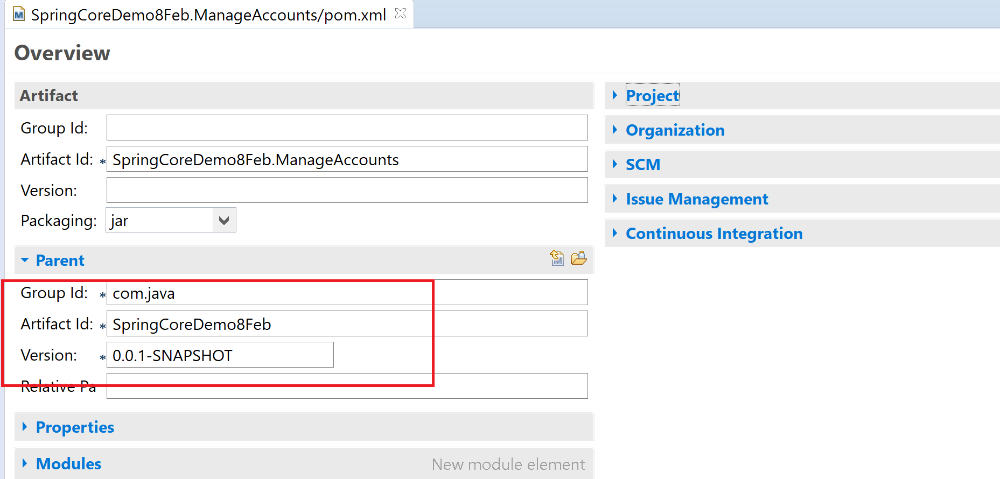 SpringCoreDemo8Feb.ManageAccounts/pom.xml
Overview
Artifact
Group Id:
Artifact Id: * SpringCoreDemo8Feb.ManageAccounts
Version:
Packaging: jar
Parent
Group Id: * com.java
Artifact Id: * SpringCoreDemo8Feb
Version: * 0.0.1-SNAPSHOT
Relative Pa
Properties
Modules New module element
Project
Organization
SCM
Issue Management
Continuous Integration